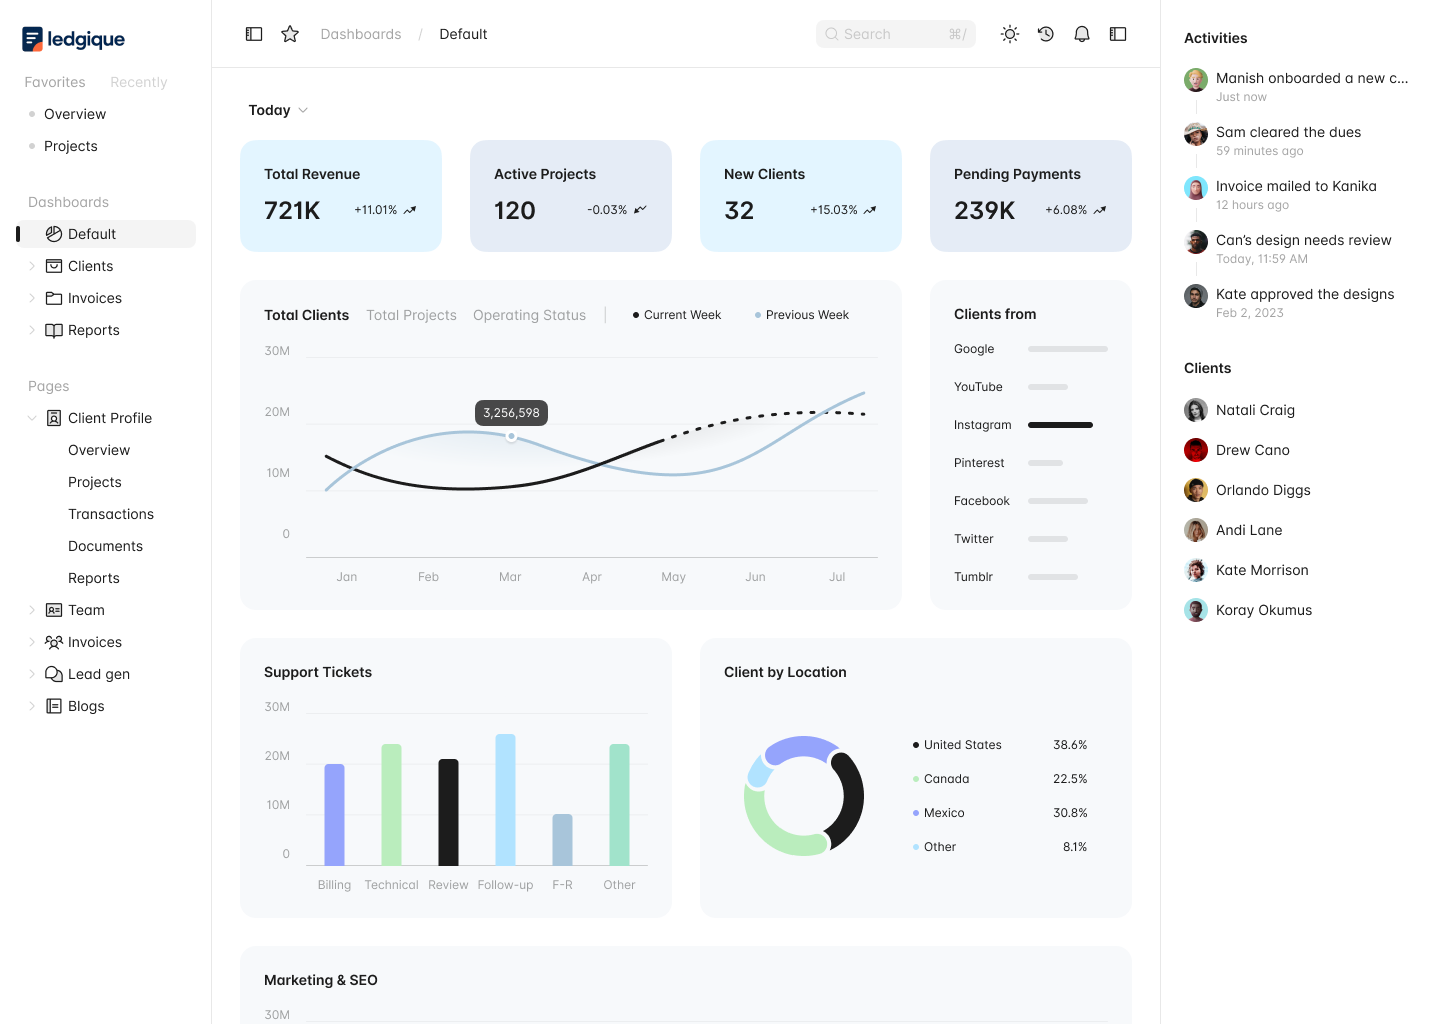 ledgique
Favorites Recently
Overview
Projects
Dashboards
Default
Clients
Invoices
Reports
Pages
Client Profile
Overview
Projects
Transactions
Documents
Reports
Team
Invoices
Lead gen
Blogs
Dashboards / Default
Search ⌘/
Today
Total Revenue
721K +11.01%
Active Projects
120 -0.03%
New Clients
32 +15.03%
Pending Payments
239K +6.08%
Total Clients Total Projects Operating Status Current Week Previous Week
30M
20M
10M
0
3,256,598
Jan Feb Mar Apr May Jun Jul
Clients from
Google
YouTube
Instagram
Pinterest
Facebook
Twitter
Tumblr
Support Tickets
30M
20M
10M
0
Billing Technical Review Follow-up F-R Other
Client by Location
United States 38.6%
Canada 22.5%
Mexico 30.8%
Other 8.1%
Marketing & SEO
30M
Activities
Manish onboarded a new c...
Just now
Sam cleared the dues
59 minutes ago
Invoice mailed to Kanika
12 hours ago
Can’s design needs review
Today, 11:59 AM
Kate approved the designs
Feb 2, 2023
Clients
Natali Craig
Drew Cano
Orlando Diggs
Andi Lane
Kate Morrison
Koray Okumus